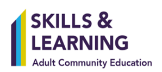 SKILLS &
LEARNING
Adult Community Education